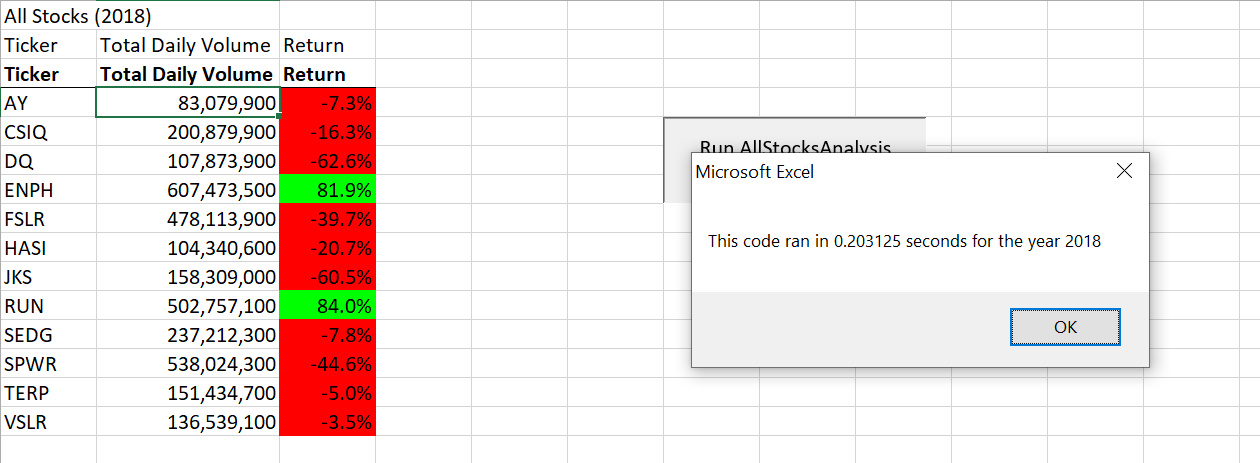 All Stocks (2018)
Ticker Total Daily Volume Return
Ticker Total Daily Volume Return
AY 83,079,900 -7.3%
CSIQ 200,879,900 -16.3%
DQ 107,873,900 -62.6%
ENPH 607,473,500 81.9%
FSLR 478,113,900 -39.7%
HASI 104,340,600 -20.7%
JKS 158,309,000 -60.5%
RUN 502,757,100 84.0%
SEDG 237,212,300 -7.8%
SPWR 538,024,300 -44.6%
TERP 151,434,700 -5.0%
VSLR 136,539,100 -3.5%
Run AllStocksAnalysis
Microsoft Excel
This code ran in 0.203125 seconds for the year 2018
OK